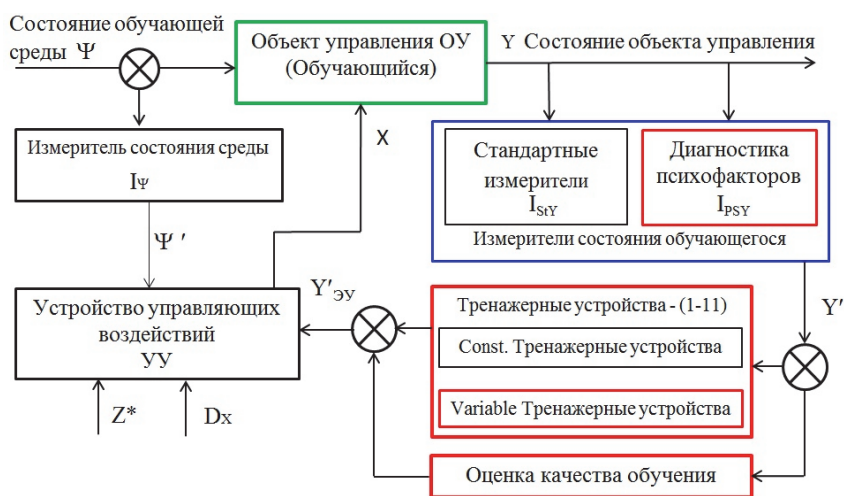 Состояние обучающей
среды Ψ
Объект управления ОУ
(Обучающийся)
Y Состояние объекта управления
Измеритель состояния среды
IΨ
X
Стандартные
измерители
IStY
Диагностика
психофакторов
IPSY
Измерители состояния обучающегося
Ψ ′
Устройство управляющих
воздействий
УУ
Y′ЭУ
Тренажерные устройства - (1-11)
Const. Тренажерные устройства
Variable Тренажерные устройства
Y′
Z*
Dx
Оценка качества обучения